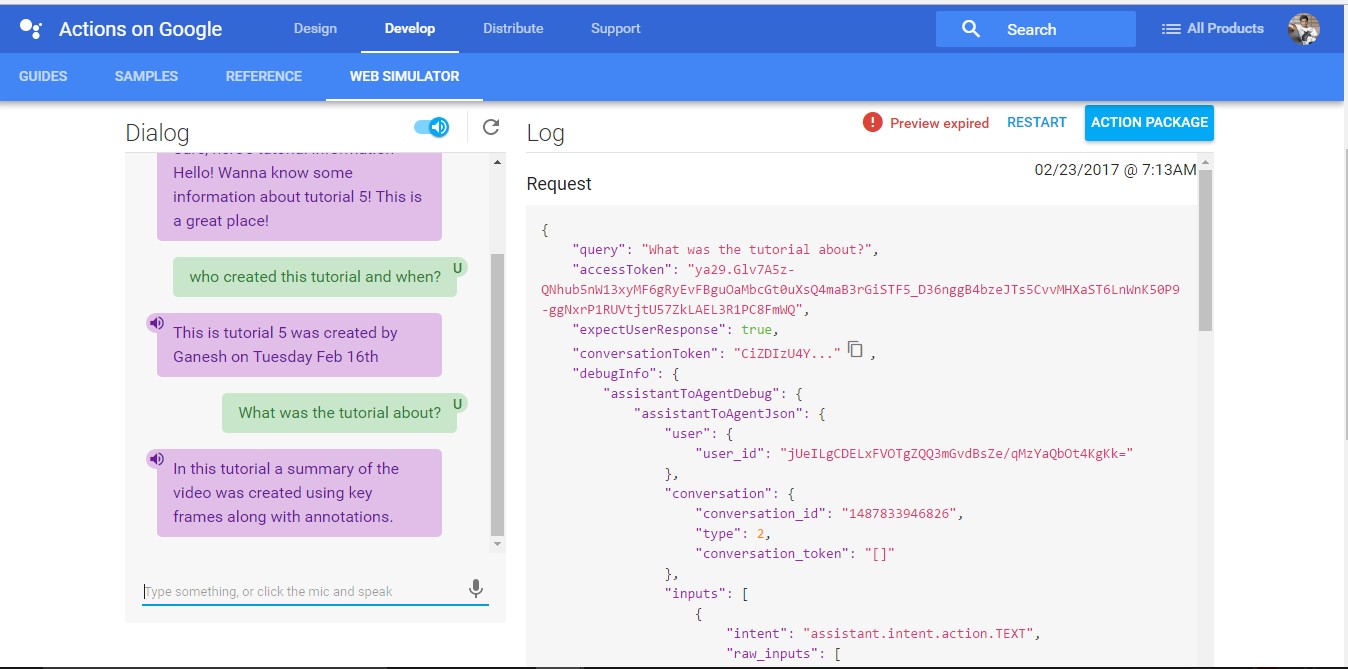 Actions on Google
Design
Develop
Distribute
Support
Search
All Products
GUIDES
SAMPLES
REFERENCE
WEB SIMULATOR
Dialog
Hello! Wanna know some
information about tutorial 5! This is
a great place!
who created this tutorial and when?
U
This is tutorial 5 was created by
Ganesh on Tuesday Feb 16th
What was the tutorial about?
U
In this tutorial a summary of the
video was created using key
frames along with annotations.
Type something, or click the mic and speak
Log
Preview expired
RESTART
ACTION PACKAGE
02/23/2017 @ 7:13AM
Request
{
"query": "What was the tutorial about?",
"accessToken": "ya29.Glv7A5z-
QNhub5nW13xyMF6gRyEvFBguOaMbcGt0uXsQ4maB3rGiSTF5_D36nggB4bzeJTs5CvvMHXaST6LnWnK50P9
-ggNxrP1RUVtjtU57ZkLAEL3R1PC8FmWQ",
"expectUserResponse": true,
"conversationToken": "CiZDIzU4Y..." ,
"debugInfo": {
"assistantToAgentDebug": {
"assistantToAgentJson": {
"user": {
"user_id": "jUeILgCDELxFVOTgZQQ3mGvdBsZe/qMzYaQbOt4KgKk="
},
"conversation": {
"conversation_id": "1487833946826",
"type": 2,
"conversation_token": "[]"
},
"inputs": [
{
"intent": "assistant.intent.action.TEXT",
"raw_inputs": [